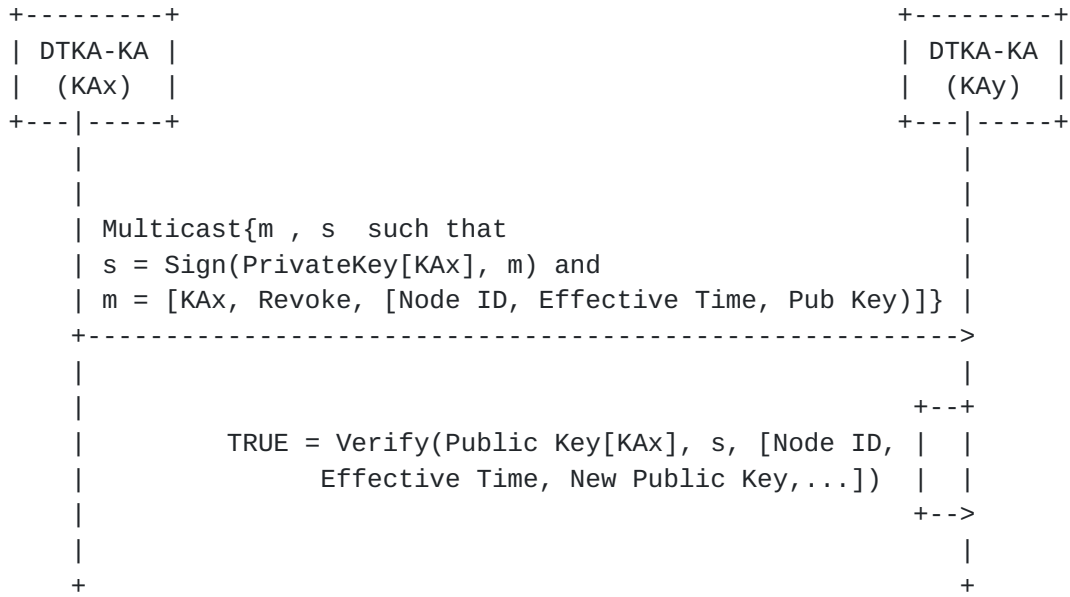 DTKA-KA DTKA-KA
(KAx) (KAy)
Multicast{m , s  such that
s = Sign(PrivateKey[KAx], m) and
m = [KAx, Revoke, [Node ID, Effective Time, Pub Key)]}
TRUE = Verify(Public Key[KAx], s, [Node ID,
Effective Time, New Public Key,...])